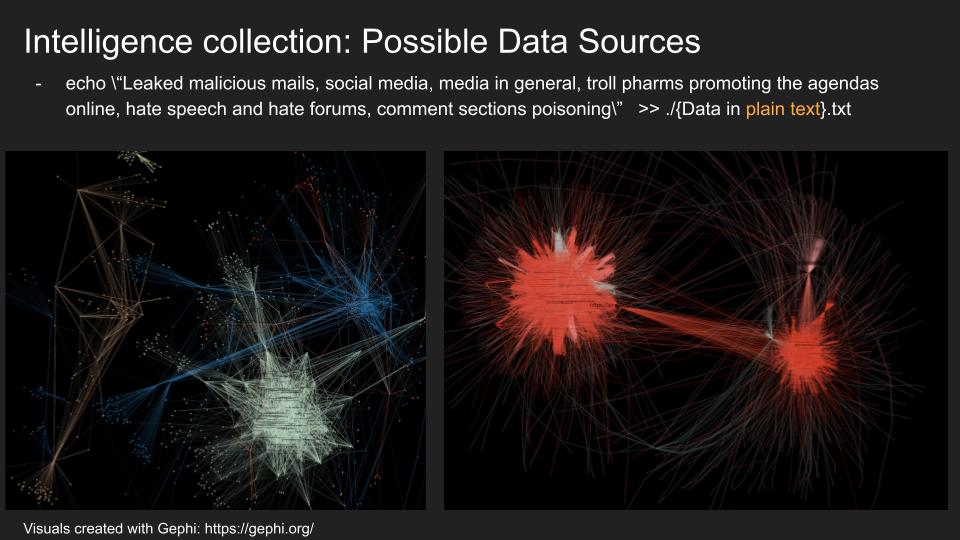 Intelligence collection: Possible Data Sources
- echo \“Leaked malicious mails, social media, media in general, troll pharms promoting the agendas
online, hate speech and hate forums, comment sections poisoning\” >> ./{Data in plain text}.txt
Visuals created with Gephi: https://gephi.org/